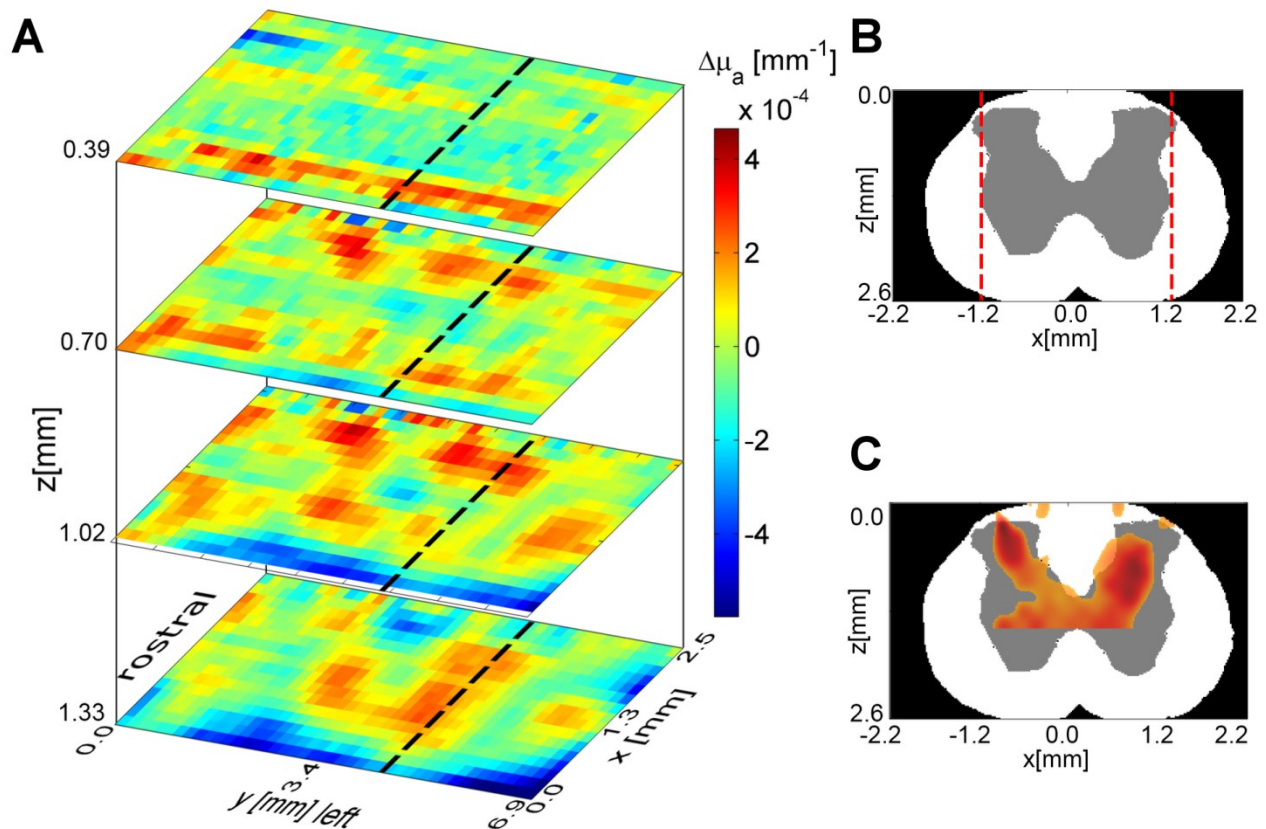 A
Δμa [mm-1]
x 10-4
4
2
0
-2
-4
0.39
0.70
1.02
1.33
z[mm]
rostral
0.0
3.4
6.9
y [mm] left
0.0
1.3
2.5
x [mm]
B
0.0
z[mm]
2.6
-2.2
-1.2
0.0
1.2
2.2
x[mm]
C
0.0
z[mm]
2.6
-2.2
-1.2
0.0
1.2
2.2
x[mm]